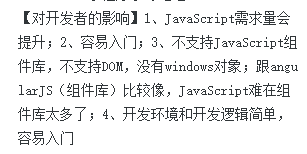 【对开发者的影响】1、JavaScript需求量会
提升；2、容易入门；3、不支持JavaScript组
件库，不支持DOM，没有windows对象；跟angu
larJS（组件库）比较像，JavaScript难在组
件库太多了；4、开发环境和开发逻辑简单，
容易入门